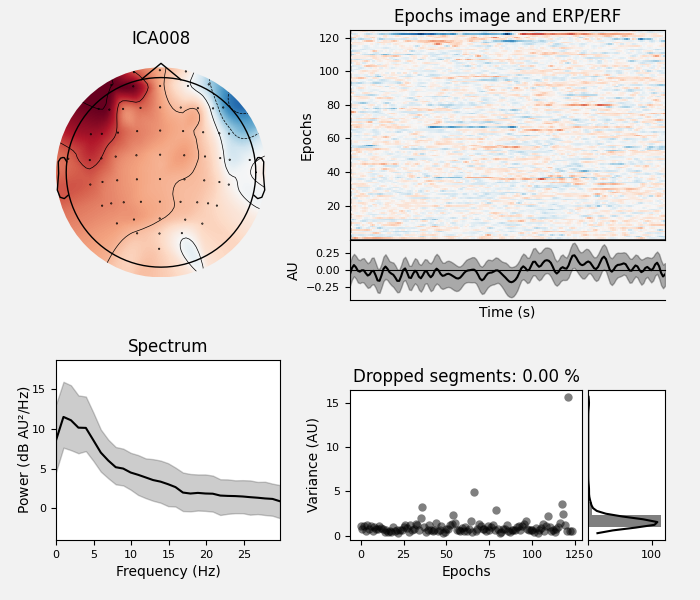 ICA008
Epochs image and ERP/ERF
120
100
80
60
40
20
Epochs
0.25
0.00
−0.25
AU
Time (s)
Spectrum
15
10
5
0
Power (dB AU²/Hz)
0 5 10 15 20 25
Frequency (Hz)
Dropped segments: 0.00 %
15
10
5
0
Variance (AU)
0 25 50 75 100 125
Epochs
0 100